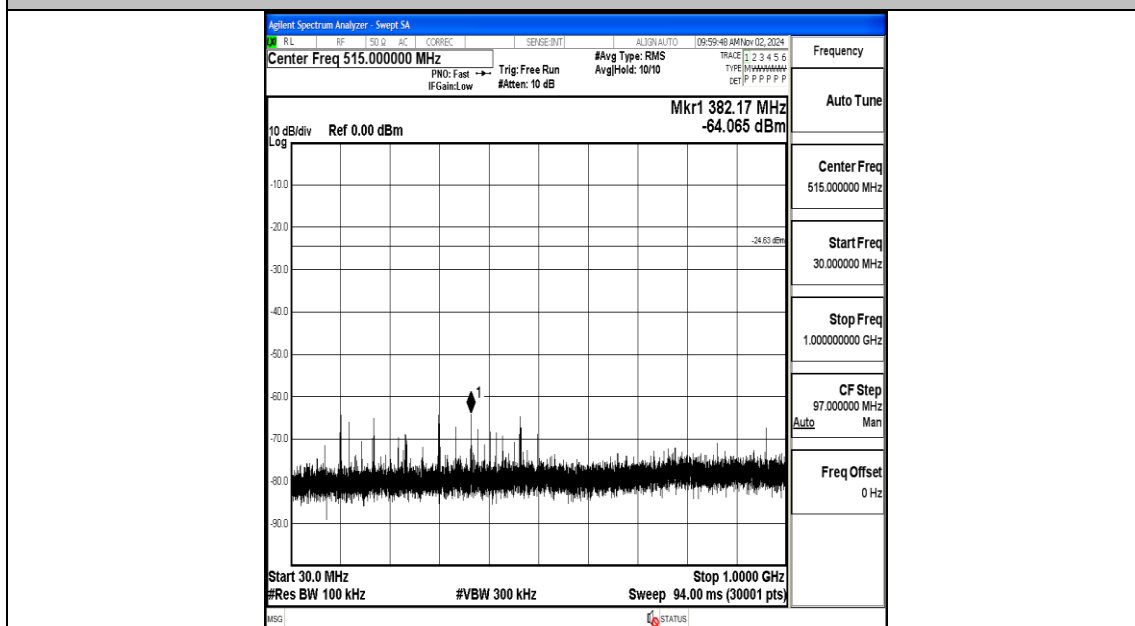 Agilent Spectrum Analyzer - Swept SA
RL RF 50 Ω AC CORREC SENSE:INT ALIGN AUTO 09:59:48 AM Nov 02, 2024
Center Freq 515.000000 MHz
#Avg Type: RMS
TRACE 1 2 3 4 5 6
PNO: Fast
Trig: Free Run
Avg|Hold: 10/10
TYPE MWWWWW
IFGain:Low
#Atten: 10 dB
DET P P P P P P
Mkr1 382.17 MHz
-64.065 dBm
10 dB/div Ref 0.00 dBm
Log
-10.0
-20.0
-24.63 dBm
-30.0
-40.0
-50.0
-60.0
1
-70.0
-80.0
-90.0
Start 30.0 MHz
Stop 1.0000 GHz
#Res BW 100 kHz
#VBW 300 kHz
Sweep 94.00 ms (30001 pts)
MSG
STATUS
Frequency
Auto Tune
Center Freq
515.000000 MHz
Start Freq
30.000000 MHz
Stop Freq
1.000000000 GHz
CF Step
97.000000 MHz
Auto Man
Freq Offset
0 Hz